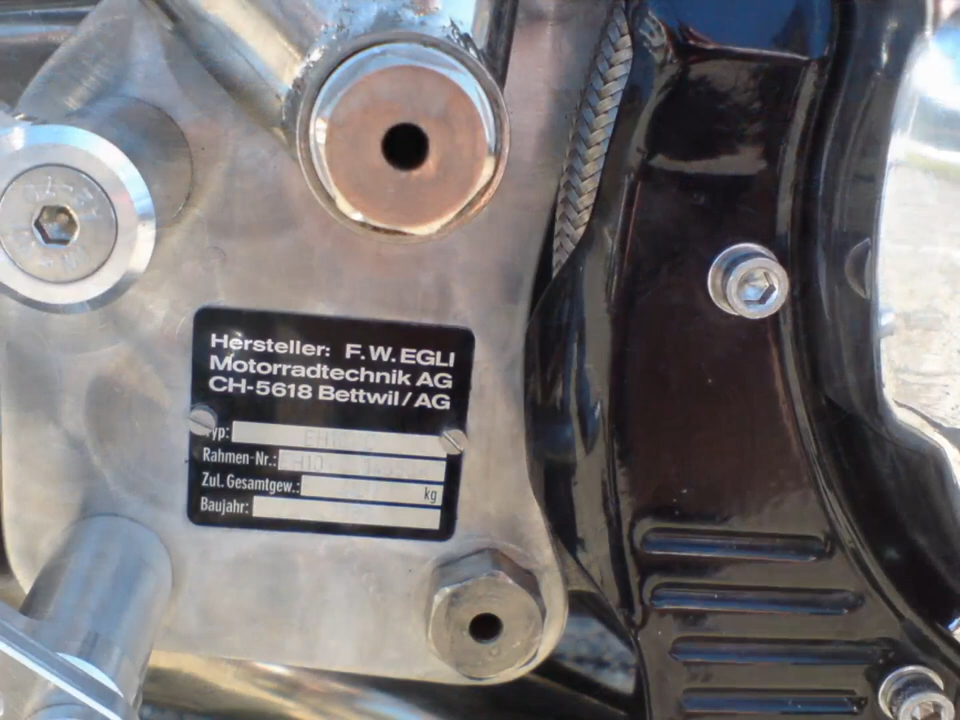 Hersteller: F.W. EGLI
Motorradtechnik AG
CH-5618 Bettwil/AG
Typ:
Rahmen-Nr.:
Zul. Gesamtgew.: kg
Baujahr: